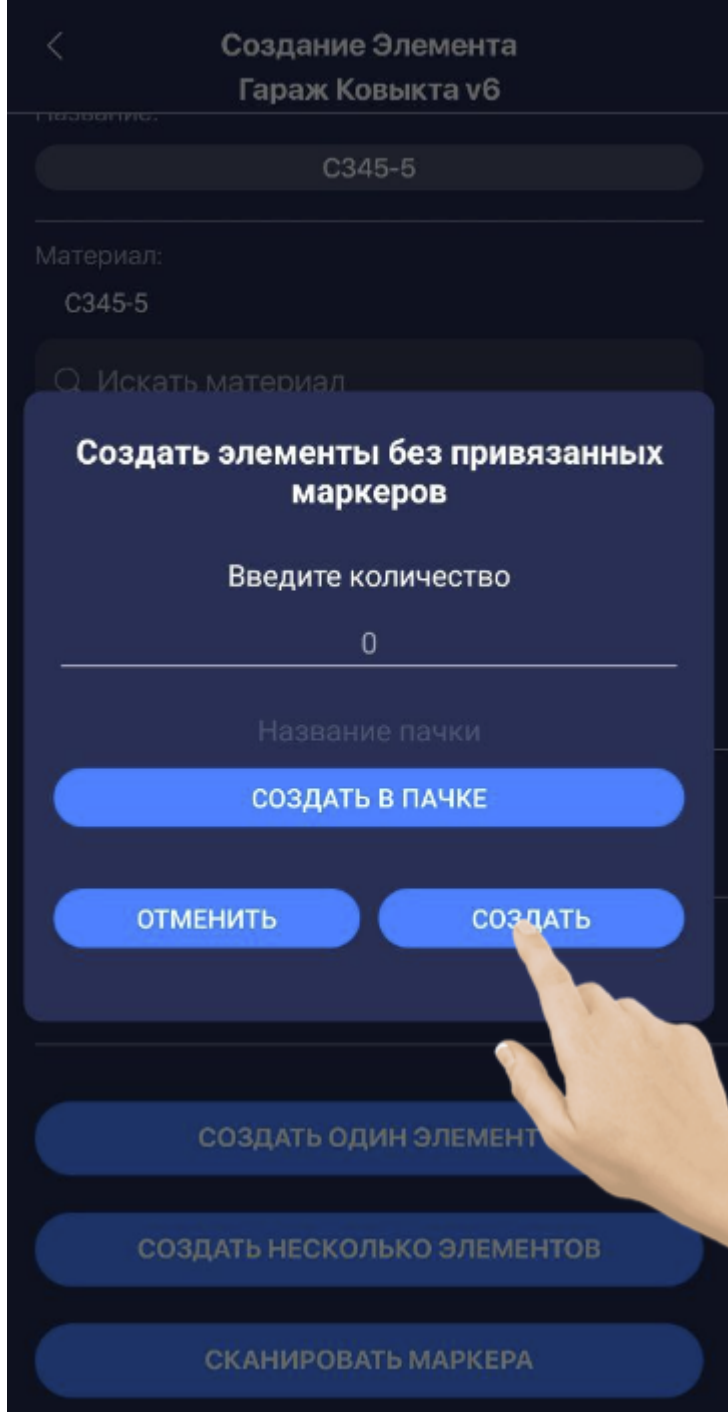 Создание Элемента
Гараж Ковыкта v6
Название:
С345-5
Материал:
С345-5
Искать материал
Создать элементы без привязанных
маркеров
Введите количество
0
Название пачки
СОЗДАТЬ В ПАЧКЕ
ОТМЕНИТЬ
СОЗДАТЬ
СОЗДАТЬ ОДИН ЭЛЕМЕНТ
СОЗДАТЬ НЕСКОЛЬКО ЭЛЕМЕНТОВ
СКАНИРОВАТЬ МАРКЕРА